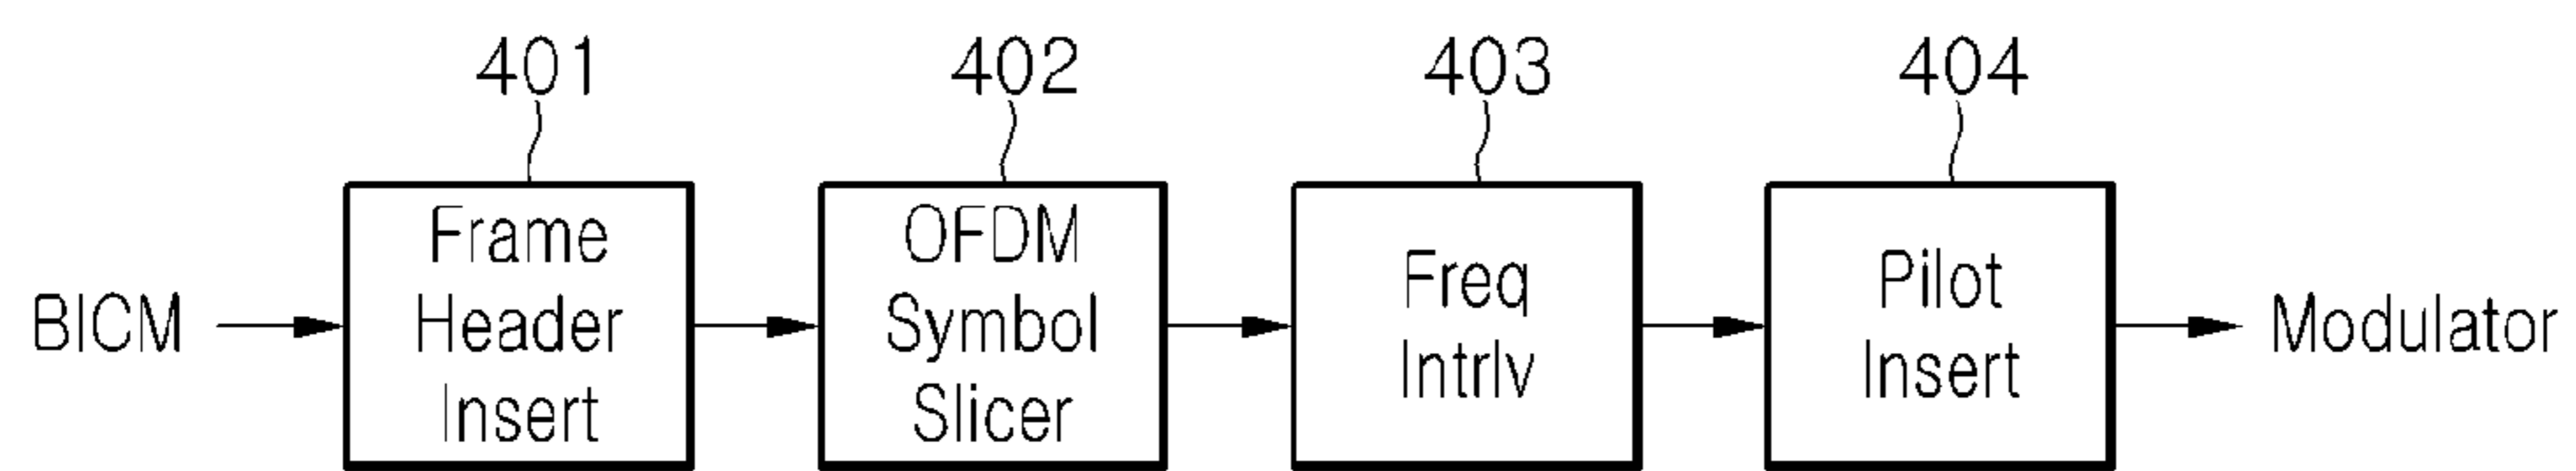 401
402
403
404
BICM
Frame
Header
Insert
OFDM
Symbol
Slicer
Freq
Intrlv
Pilot
Insert
Modulator